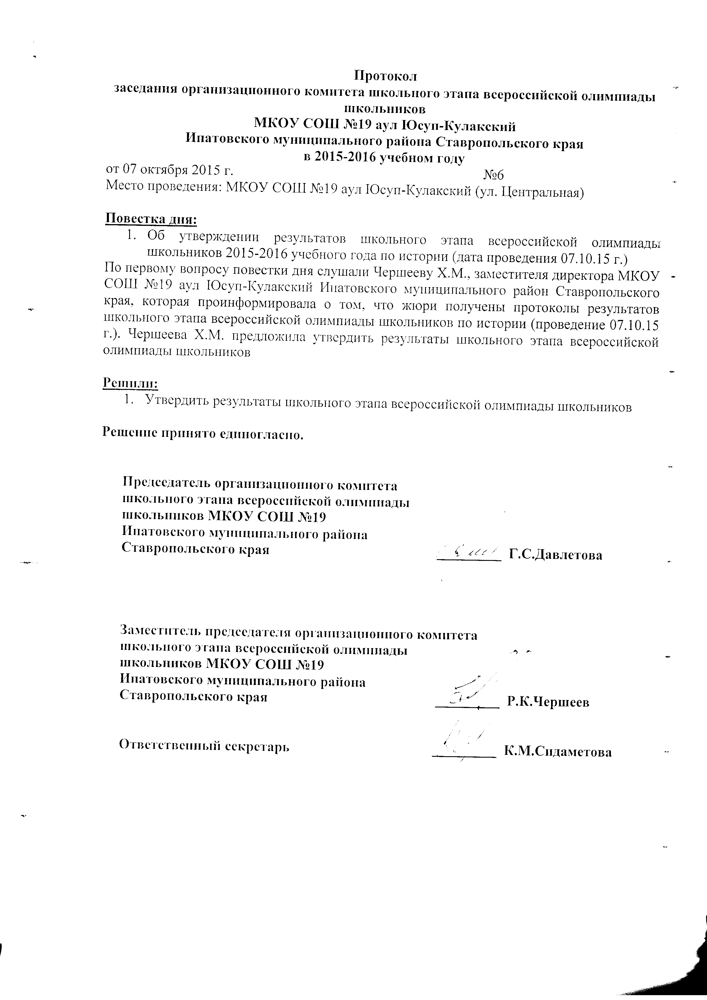 Протокол
заседания организационного комитета школьного этапа всероссийской олимпиады
школьников
МКОУ СОШ №19 аул Юсуп-Кулакский
Ипатовского муниципального района Ставропольского края
в 2015-2016 учебном году
от 07 октября 2015 г. №6
Место проведения: МКОУ СОШ №19 аул Юсуп-Кулакский (ул. Центральная)
Повестка дня:
1. Об утверждении результатов школьного этапа всероссийской олимпиады
школьников 2015-2016 учебного года по истории (дата проведения 07.10.15 г.)
По первому вопросу повестки дня слушали Чершееву Х.М., заместителя директора МКОУ
СОШ №19 аул Юсуп-Кулакский Ипатовского муниципального район Ставропольского
края, которая проинформировала о том, что жюри получены протоколы результатов
школьного этапа всероссийской олимпиады школьников по истории (проведение 07.10.15
г.). Чершеева Х.М. предложила утвердить результаты школьного этапа всероссийской
олимпиады школьников
Решили:
1. Утвердить результаты школьного этапа всероссийской олимпиады школьников
Решение принято единогласно.
Председатель организационного комитета
школьного этапа всероссийской олимпиады
школьников МКОУ СОШ №19
Ипатовского муниципального района
Ставропольского края Г.С.Давлетова
Заместитель председателя организационного комитета
школьного этапа всероссийской олимпиады
школьников МКОУ СОШ №19
Ипатовского муниципального района
Ставропольского края Р.К.Чершеев
Ответственный секретарь К.М.Сидаметова